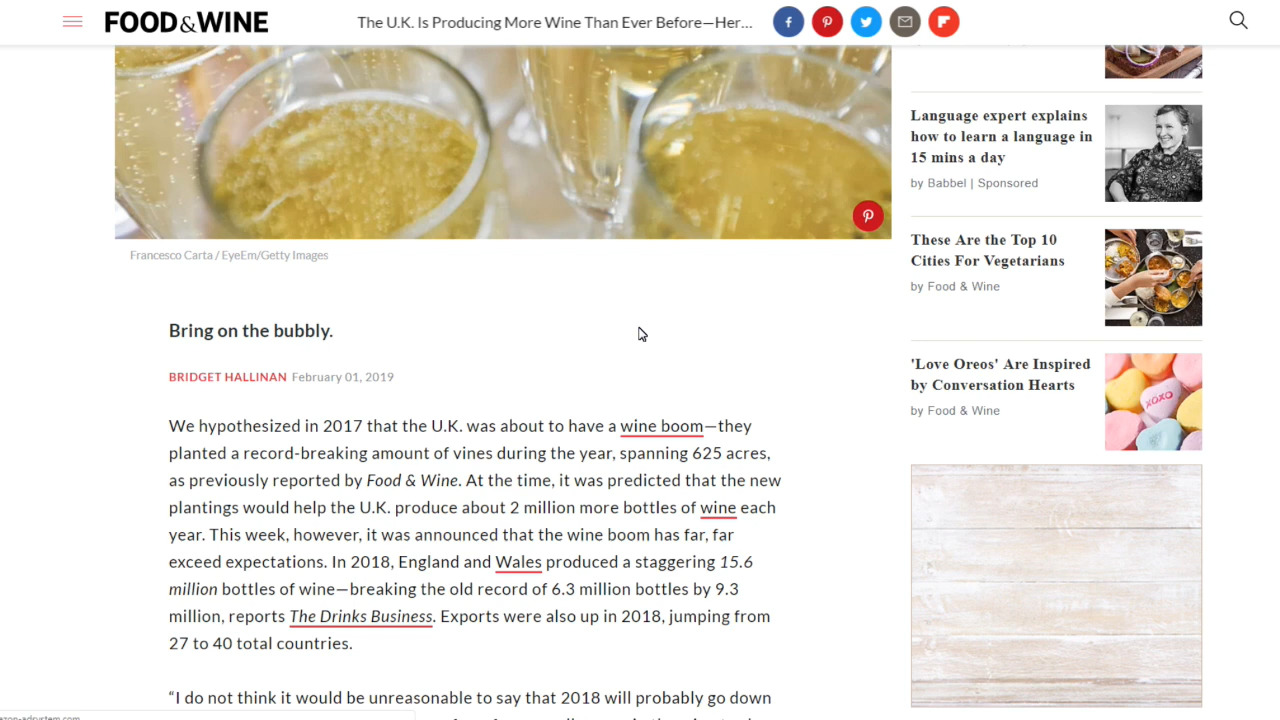 FOOD&WINE
The U.K. Is Producing More Wine Than Ever Before—Her...
Francesco Carta / EyeEm/Getty Images
Bring on the bubbly.
BRIDGET HALLINAN February 01, 2019
We hypothesized in 2017 that the U.K. was about to have a wine boom—they
planted a record-breaking amount of vines during the year, spanning 625 acres,
as previously reported by Food & Wine. At the time, it was predicted that the new
plantings would help the U.K. produce about 2 million more bottles of wine each
year. This week, however, it was announced that the wine boom has far, far
exceed expectations. In 2018, England and Wales produced a staggering 15.6
million bottles of wine—breaking the old record of 6.3 million bottles by 9.3
million, reports The Drinks Business. Exports were also up in 2018, jumping from
27 to 40 total countries.
“I do not think it would be unreasonable to say that 2018 will probably go down
Language expert explains
how to learn a language in
15 mins a day
by Babbel | Sponsored
These Are the Top 10
Cities For Vegetarians
by Food & Wine
'Love Oreos' Are Inspired
by Conversation Hearts
by Food & Wine
XOXO